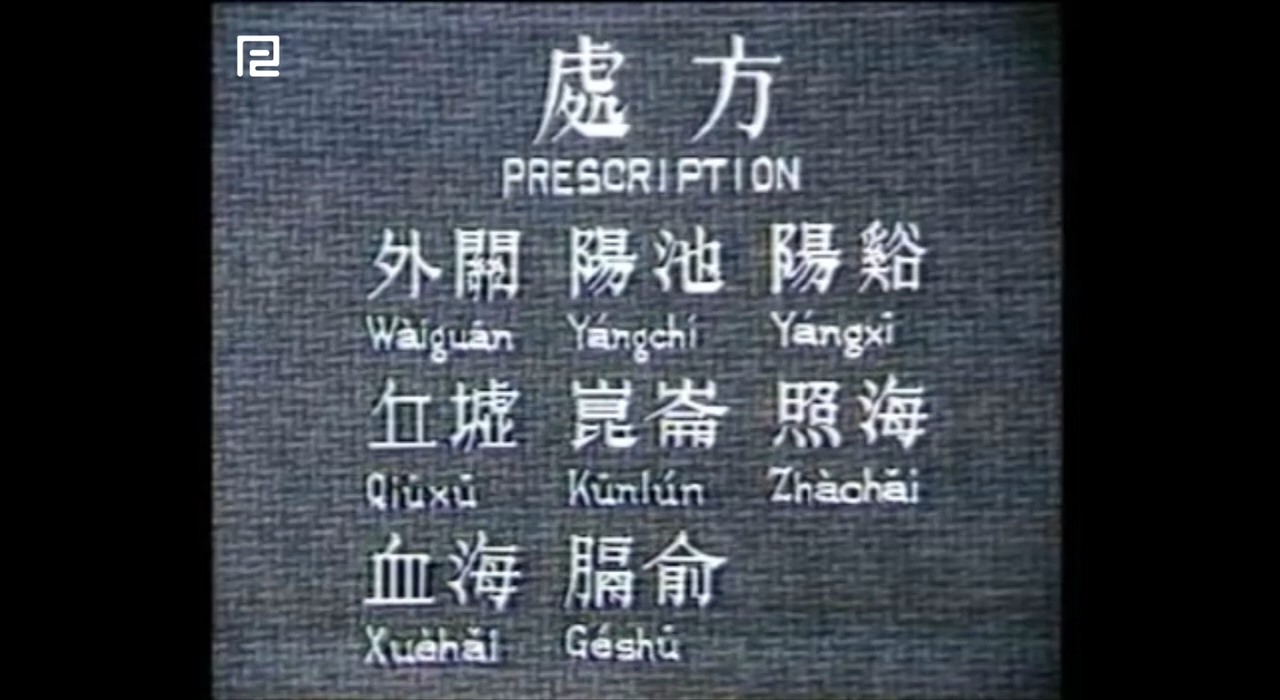 處方
PRESCRIPTION
外關 陽池 陽谿
Wàiguán Yángchí Yángxī
丘墟 崑崙 照海
Qiūxū Kūnlún Zhàohǎi
血海 膈俞
Xuèhǎi Géshū